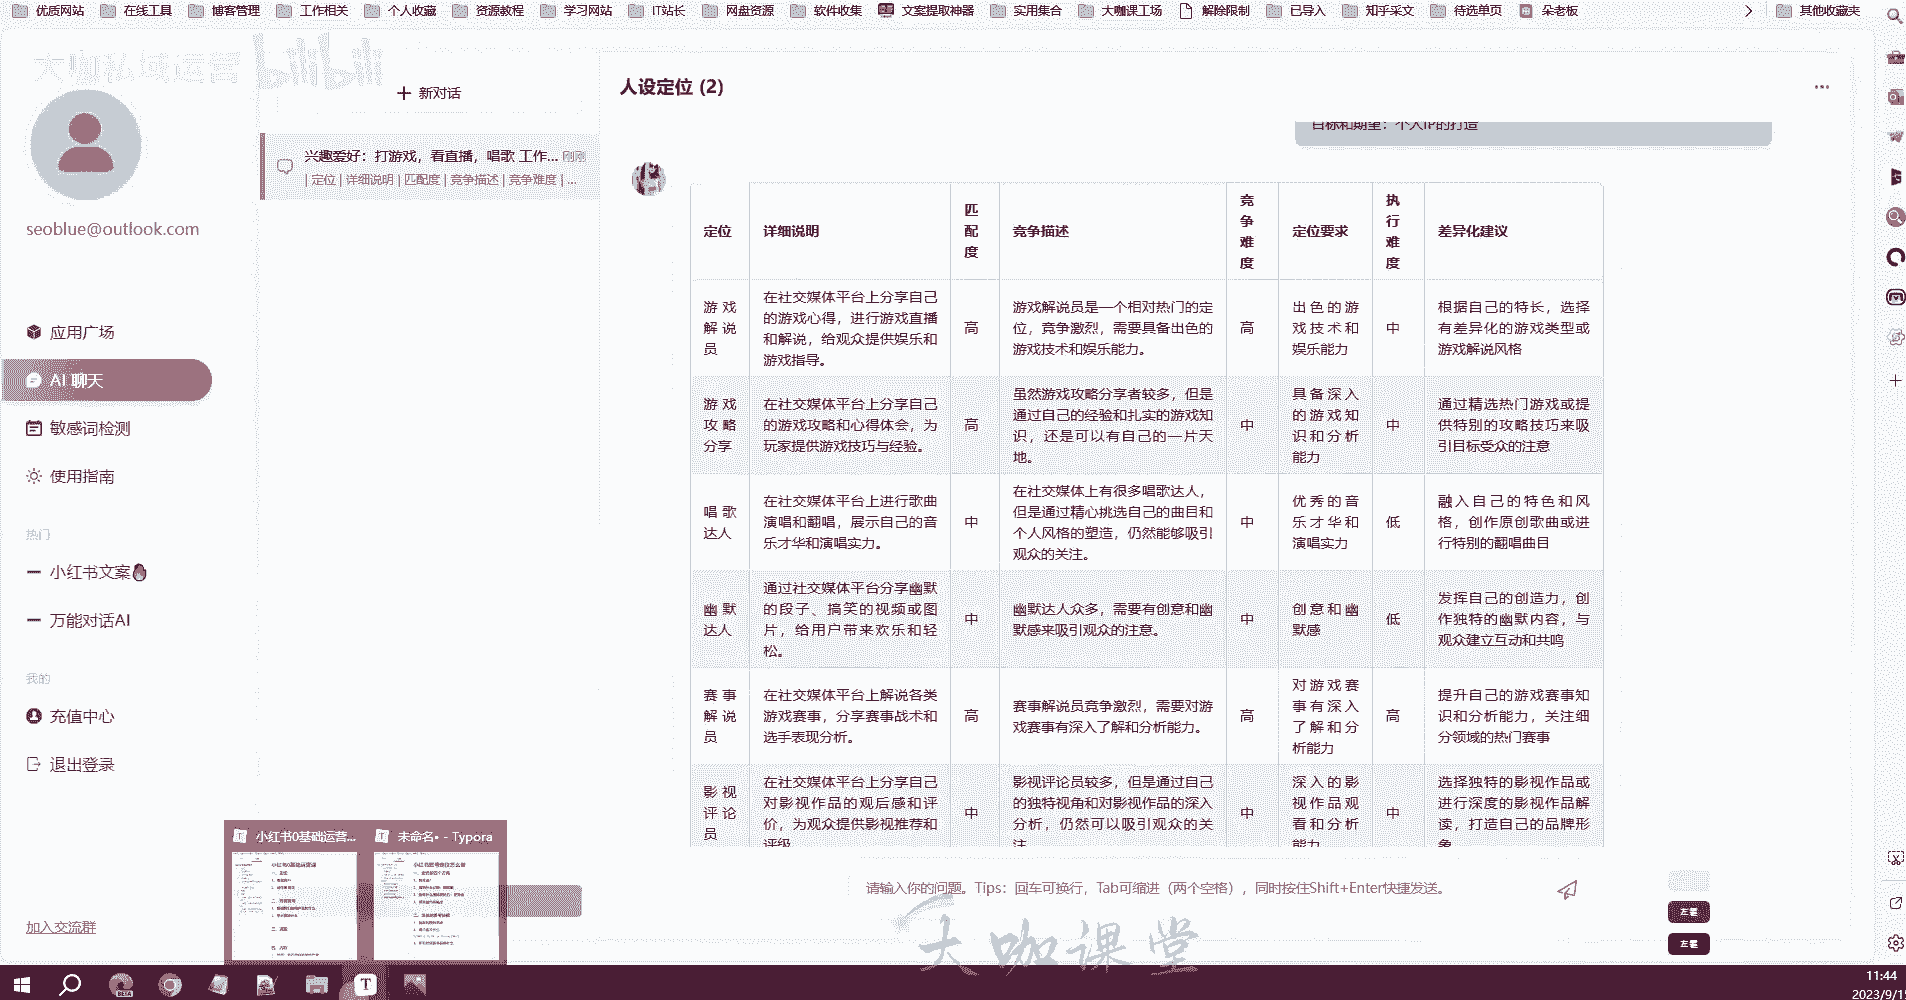 优质网站 在线工具 博客管理 工作相关 个人收藏 资源教程 学习网站 IT站长 网盘资源 软件收集 文案提取神器 实用集合 大咖课工场 解除限制 已导入 知乎采文 待选单页 朵老板 其他收藏夹
大咖私域运营 bilibili
seoblue@outlook.com
应用广场
AI 聊天
敏感词检测
使用指南
热门
小红书文案
万能对话AI
我的
充值中心
退出登录
加入交流群
新对话
兴趣爱好：打游戏，看直播，唱歌 工作... 刚刚
| 定位 | 详细说明 | 匹配度 | 竞争描述 | 竞争难度 | ...
人设定位 (2)
目标和期望：个人IP的打造
定位 详细说明 匹配度 竞争描述 竞争难度 定位要求 执行难度 差异化建议
游戏解说员 在社交媒体平台上分享自己的游戏心得，进行游戏直播和解说，给观众提供娱乐和游戏指导。 高 游戏解说员是一个相对热门的定位，竞争激烈，需要具备出色的游戏技术和娱乐能力。 高 出色的游戏技术和娱乐能力 中 根据自己的特长，选择有差异化的游戏类型或游戏解说风格
游戏攻略分享 在社交媒体平台上分享自己的游戏攻略和心得体会，为玩家提供游戏技巧与经验。 高 虽然游戏攻略分享者较多，但是通过自己的经验和扎实的游戏知识，还是可以有自己的一片天地。 中 具备深入的游戏知识和分析能力 中 通过精选热门游戏或提供特别的攻略技巧来吸引目标受众的注意
唱歌达人 在社交媒体平台上进行歌曲演唱和翻唱，展示自己的音乐才华和演唱实力。 中 在社交媒体上有很多唱歌达人，但是通过精心挑选自己的曲目和个人风格的塑造，仍然能够吸引观众的关注。 中 优秀的音乐才华和演唱实力 低 融入自己的特色和风格，创作原创歌曲或进行特别的翻唱曲目
幽默达人 通过社交媒体平台分享幽默的段子、搞笑的视频或图片，给用户带来欢乐和轻松。 中 幽默达人众多，需要有创意和幽默感来吸引观众的注意。 中 创意和幽默感 低 发挥自己的创造力，创作独特的幽默内容，与观众建立互动和共鸣
赛事解说员 在社交媒体平台上解说各类游戏赛事，分享赛事战术和选手表现分析。 高 赛事解说员竞争激烈，需要对游戏赛事有深入了解和分析能力。 高 对游戏赛事有深入了解和分析能力 高 提升自己的游戏赛事知识和分析能力，关注细分领域的热门赛事
影视评论员 在社交媒体平台上分享自己对影视作品的观后感和评价，为观众提供影视推荐和评级 中 影视评论员较多，但是通过自己的独特视角和对影视作品的深入分析，仍然可以吸引观众的关注 中 深入的影视作品观看和分析能力 中 选择独特的影视作品或进行深度的影视作品解读，打造自己的品牌形象
小红书0基础运营... 未命名• - Typora
请输入你的问题。Tips：回车可换行，Tab可缩进（两个空格），同时按住Shift+Enter快捷发送。
大咖课堂
左霍
左霍
11:44
2023/9/1